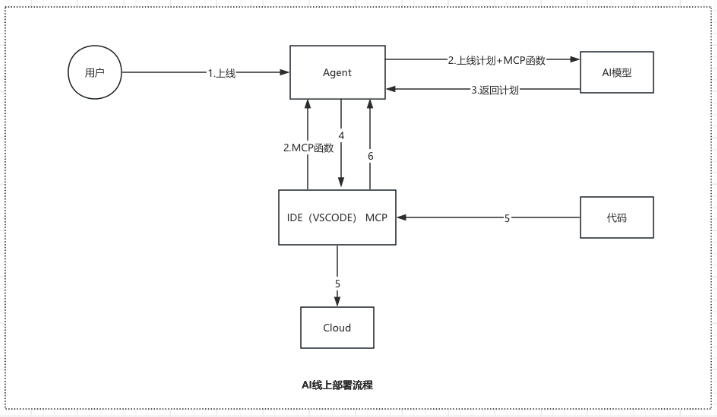 用户
1.上线
Agent
2.上线计划+MCP函数
AI模型
3.返回计划
2.MCP函数
4
6
IDE（VSCODE） MCP
5
代码
5
Cloud
AI线上部署流程